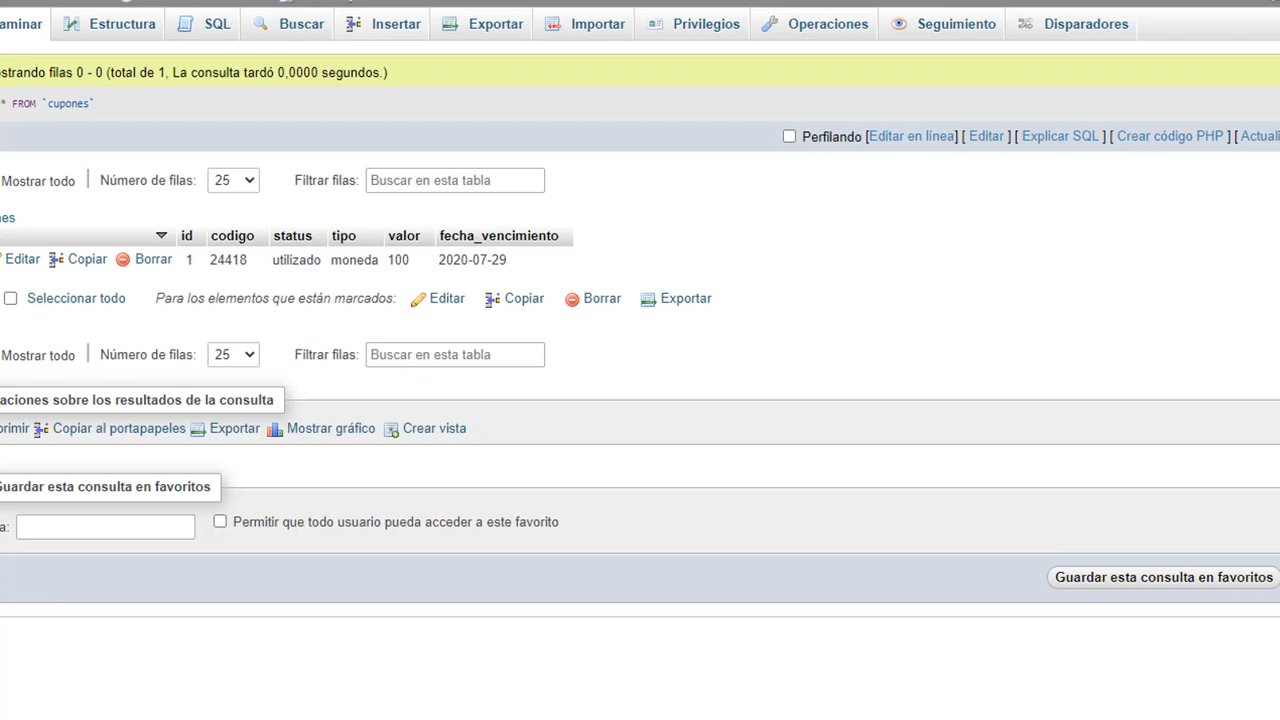 aminar Estructura SQL Buscar Insertar Exportar Importar Privilegios Operaciones Seguimiento Disparadores
strando filas 0 - 0 (total de 1, La consulta tardó 0,0000 segundos.)
* FROM `cupones`
Perfilando [Editar en línea] [ Editar ] [ Explicar SQL ] [ Crear código PHP ] [ Actuali
Mostrar todo Número de filas: 25 Filtrar filas: Buscar en esta tabla
nes
id codigo status tipo valor fecha_vencimiento
Editar Copiar Borrar 1 24418 utilizado moneda 100 2020-07-29
Seleccionar todo Para los elementos que están marcados: Editar Copiar Borrar Exportar
Mostrar todo Número de filas: 25 Filtrar filas: Buscar en esta tabla
aciones sobre los resultados de la consulta
primir Copiar al portapapeles Exportar Mostrar gráfico Crear vista
Guardar esta consulta en favoritos
a: Permitir que todo usuario pueda acceder a este favorito
Guardar esta consulta en favoritos